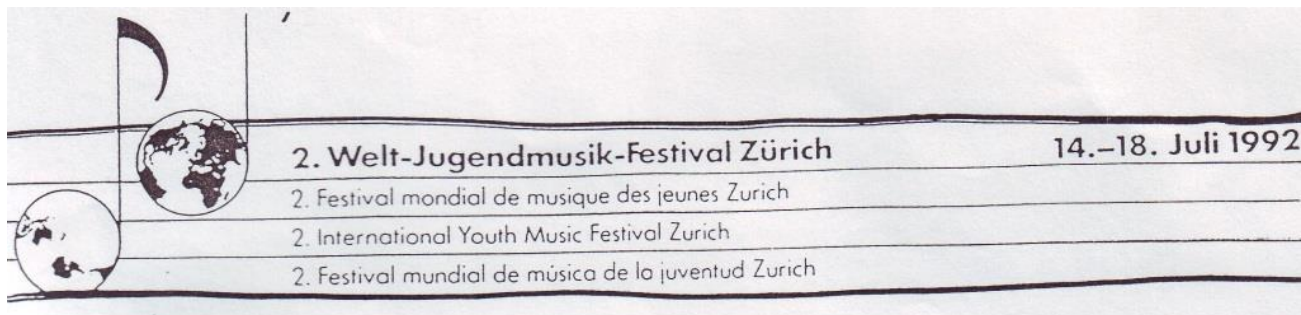 2. Welt-Jugendmusik-Festival Zürich 14.–18. Juli 1992
2. Festival mondial de musique des jeunes Zurich
2. International Youth Music Festival Zurich
2. Festival mundial de música de la juventud Zurich